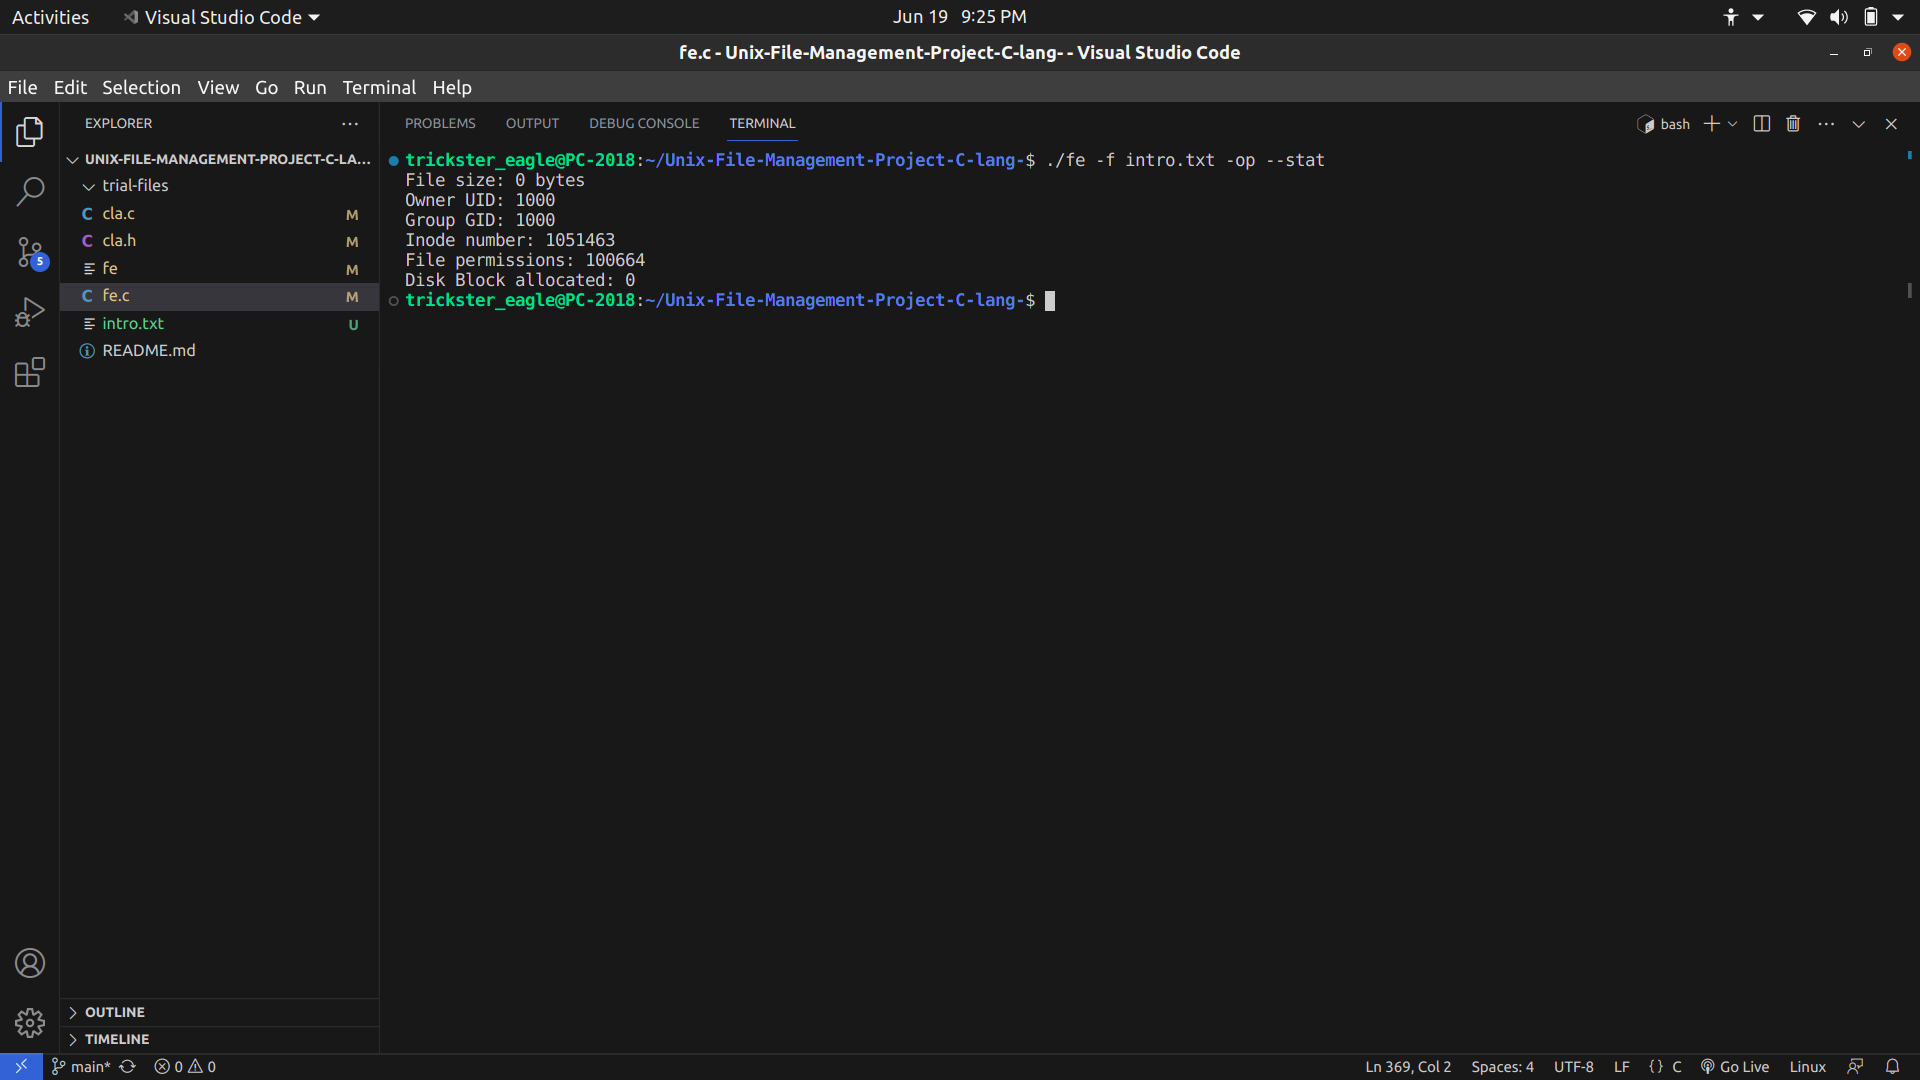 Activities Visual Studio Code Jun 19 9:25 PM
fe.c - Unix-File-Management-Project-C-lang- - Visual Studio Code
File Edit Selection View Go Run Terminal Help
EXPLORER
UNIX-FILE-MANAGEMENT-PROJECT-C-LA...
trial-files
C cla.c M
C cla.h M
fe M
C fe.c M
intro.txt U
README.md
5
OUTLINE
TIMELINE
PROBLEMS OUTPUT DEBUG CONSOLE TERMINAL bash
trickster_eagle@PC-2018:~/Unix-File-Management-Project-C-lang-$ ./fe -f intro.txt -op --stat
File size: 0 bytes
Owner UID: 1000
Group GID: 1000
Inode number: 1051463
File permissions: 100664
Disk Block allocated: 0
trickster_eagle@PC-2018:~/Unix-File-Management-Project-C-lang-$
main* 0 0 Ln 369, Col 2 Spaces: 4 UTF-8 LF {} C Go Live Linux